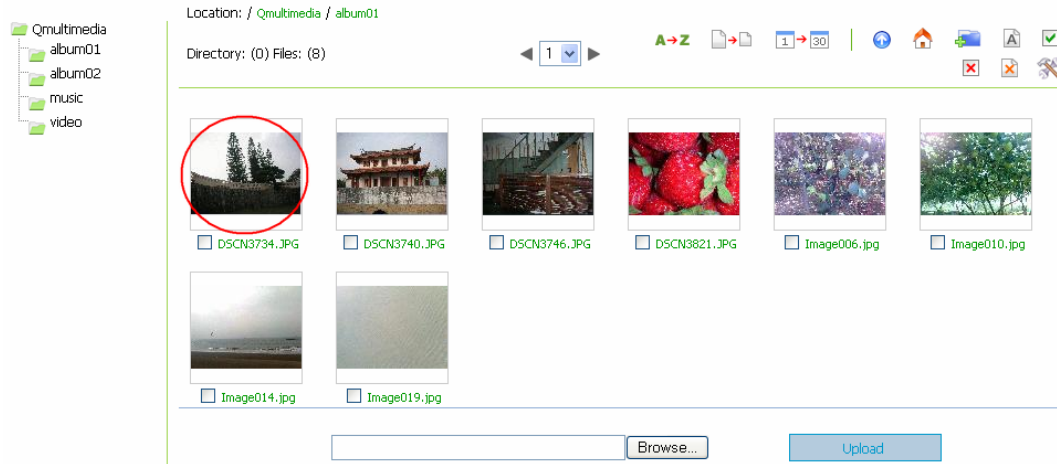 Location: / Qmultimedia / album01
Qmultimedia
album01
album02
music
video
Directory: (0) Files: (8)
1
A→Z
1→30
A
DSCN3734.JPG
DSCN3740.JPG
DSCN3746.JPG
DSCN3821.JPG
Image006.jpg
Image010.jpg
Image014.jpg
Image019.jpg
Browse...
Upload